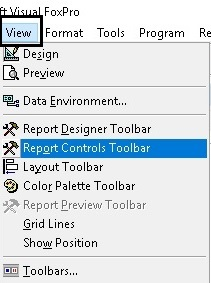 ft Visual FoxPro
View Format Tools Program Re
Design
Preview
Data Environment...
Report Designer Toolbar
Report Controls Toolbar
Layout Toolbar
Color Palette Toolbar
Report Preview Toolbar
Grid Lines
Show Position
Toolbars...